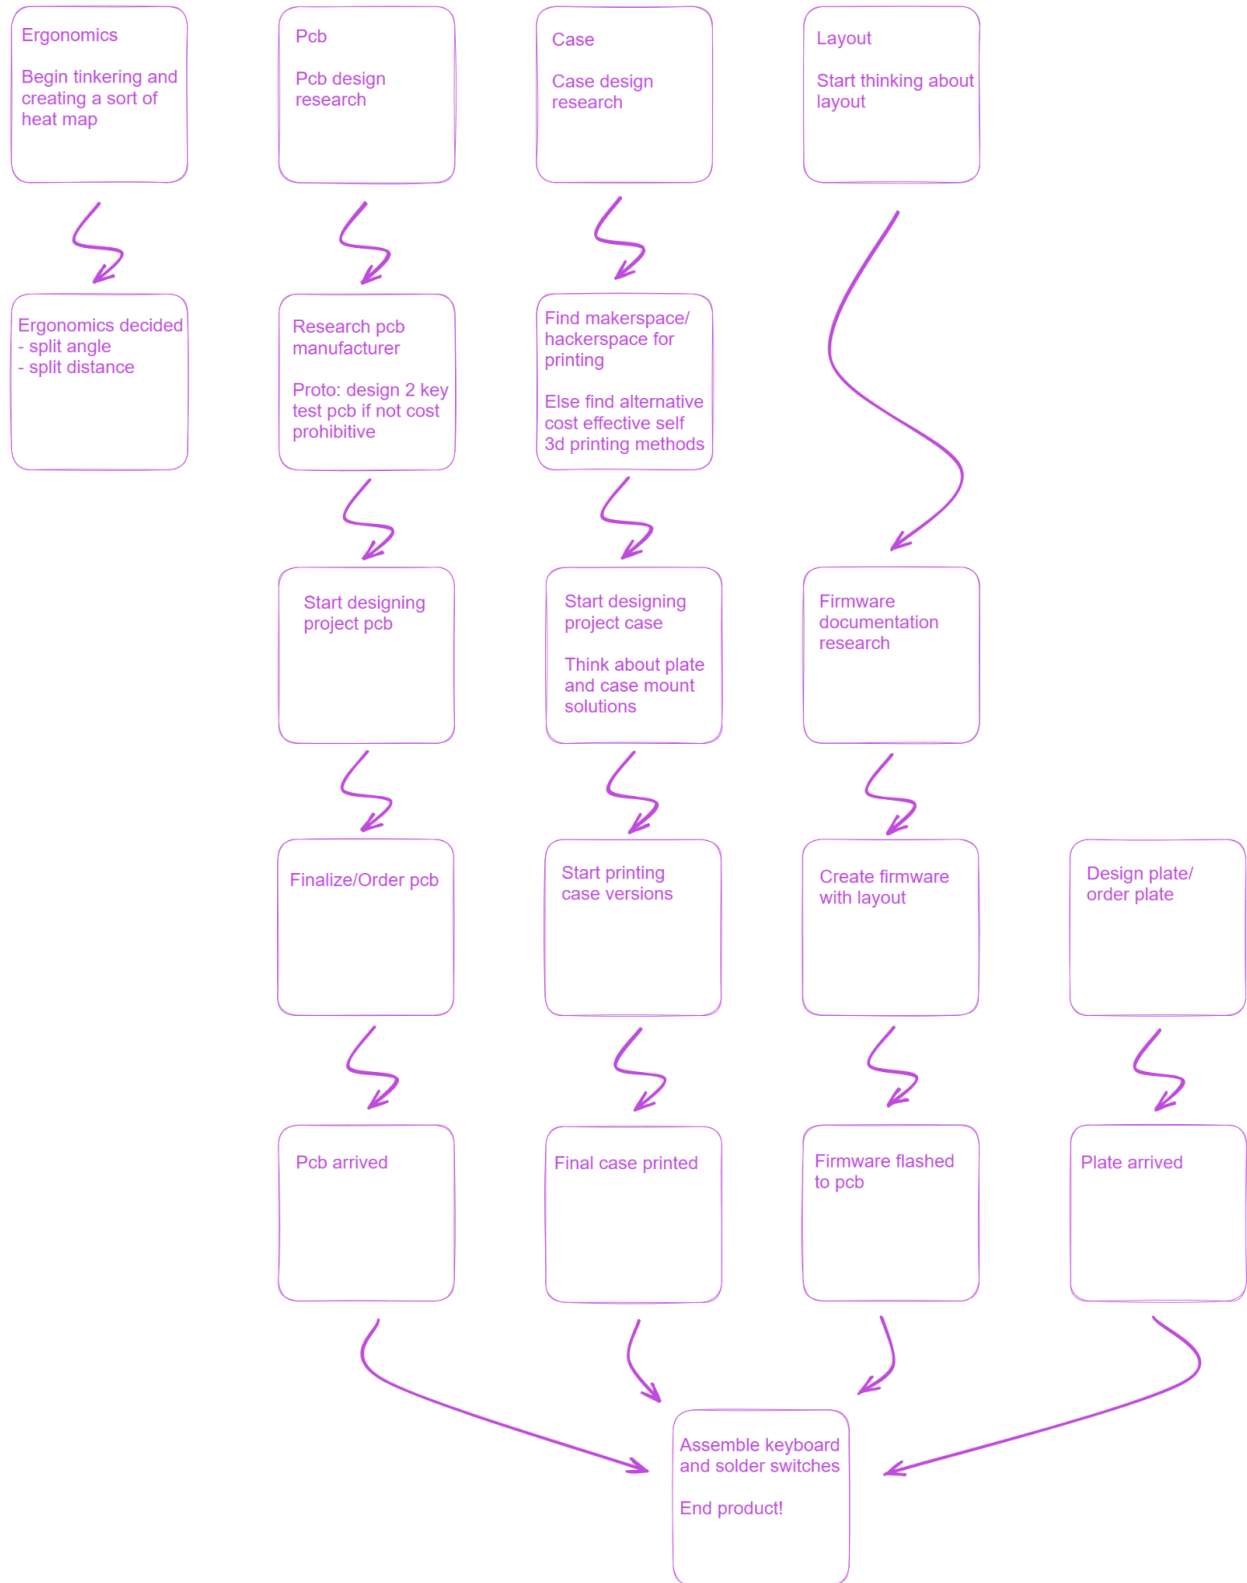 Ergonomics
Begin tinkering and
creating a sort of
heat map
Pcb
Pcb design
research
Case
Case design
research
Layout
Start thinking about
layout
Ergonomics decided
- split angle
- split distance
Research pcb
manufacturer
Proto: design 2 key
test pcb if not cost
prohibitive
Find makerspace/
hackerspace for
printing
Else find alternative
cost effective self
3d printing methods
Start designing
project pcb
Start designing
project case
Think about plate
and case mount
solutions
Firmware
documentation
research
Finalize/Order pcb
Start printing
case versions
Create firmware
with layout
Design plate/
order plate
Pcb arrived
Final case printed
Firmware flashed
to pcb
Plate arrived
Assemble keyboard
and solder switches
End product!